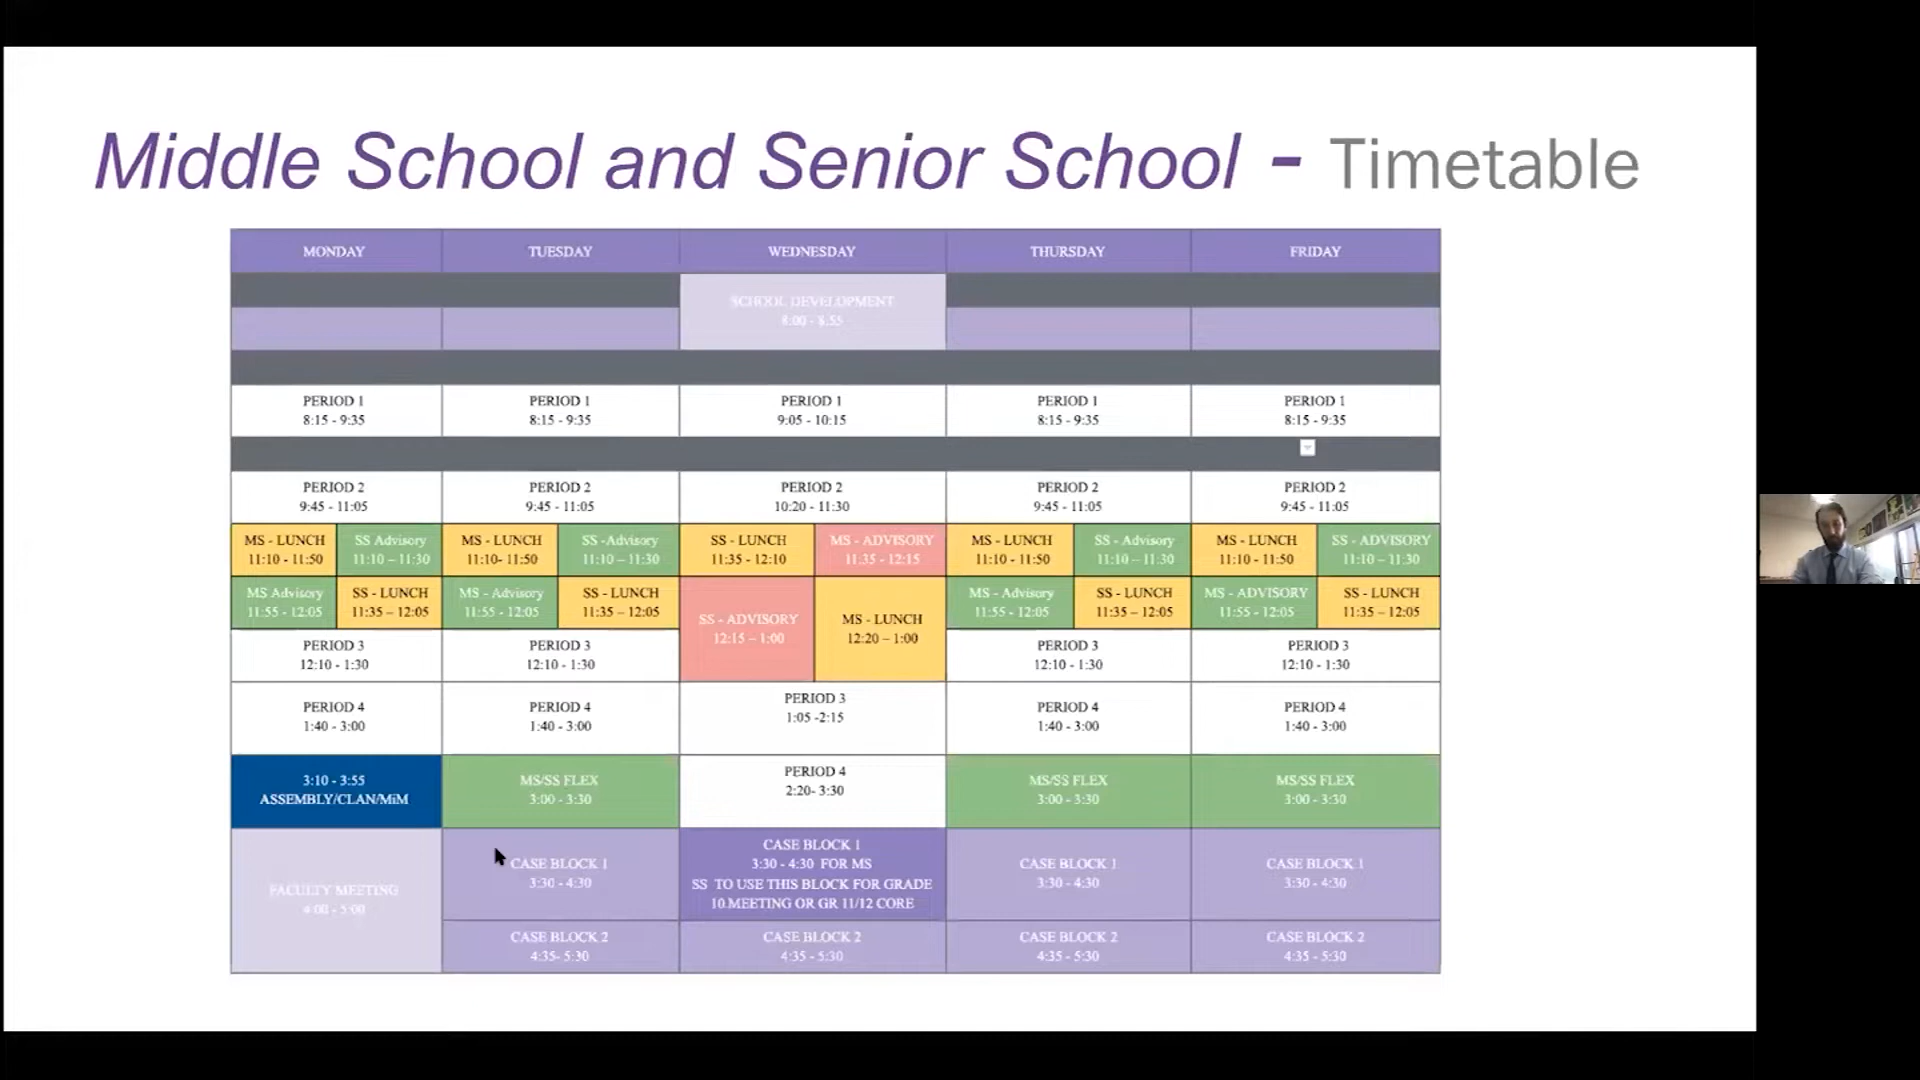 Middle School and Senior School - Timetable
MONDAY TUESDAY WEDNESDAY THURSDAY FRIDAY
SCHOOL DEVELOPMENT
8:00 - 8:55
PERIOD 1 PERIOD 1 PERIOD 1 PERIOD 1 PERIOD 1
8:15 - 9:35 8:15 - 9:35 9:05 - 10:15 8:15 - 9:35 8:15 - 9:35
PERIOD 2 PERIOD 2 PERIOD 2 PERIOD 2 PERIOD 2
9:45 - 11:05 9:45 - 11:05 10:20 - 11:30 9:45 - 11:05 9:45 - 11:05
MS - LUNCH SS Advisory MS - LUNCH SS -Advisory SS - LUNCH MS - ADVISORY MS - LUNCH SS - Advisory MS - LUNCH SS - ADVISORY
11:10 - 11:50 11:10 – 11:30 11:10- 11:50 11:10 – 11:30 11:35 - 12:10 11:35 - 12:15 11:10 - 11:50 11:10 – 11:30 11:10 - 11:50 11:10 – 11:30
MS Advisory SS - LUNCH MS - Advisory SS - LUNCH MS - Advisory SS - LUNCH MS - ADVISORY SS - LUNCH
11:55 - 12:05 11:35 – 12:05 11:55 - 12:05 11:35 – 12:05 11:55 - 12:05 11:35 – 12:05 11:55 - 12:05 11:35 – 12:05
SS - ADVISORY MS - LUNCH
12:15 – 1:00 12:20 – 1:00
PERIOD 3 PERIOD 3 PERIOD 3 PERIOD 3
12:10 - 1:30 12:10 - 1:30 12:10 - 1:30 12:10 - 1:30
PERIOD 3
1:05 -2:15
PERIOD 4 PERIOD 4 PERIOD 4 PERIOD 4
1:40 - 3:00 1:40 - 3:00 1:40 - 3:00 1:40 - 3:00
PERIOD 4
2:20- 3:30
3:10 - 3:55 MS/SS FLEX MS/SS FLEX MS/SS FLEX
ASSEMBLY/CLAN/MiM 3:00 - 3:30 3:00 - 3:30 3:00 - 3:30
CASE BLOCK 1
3:30 - 4:30 FOR MS
SS TO USE THIS BLOCK FOR GRADE
10 MEETING OR GR 11/12 CORE
CASE BLOCK 1 CASE BLOCK 1 CASE BLOCK 1
3:30 - 4:30 3:30 - 4:30 3:30 - 4:30
FACULTY MEETING
4:00 - 5:00
CASE BLOCK 2 CASE BLOCK 2 CASE BLOCK 2 CASE BLOCK 2
4:35- 5:30 4:35 - 5:30 4:35 - 5:30 4:35 - 5:30